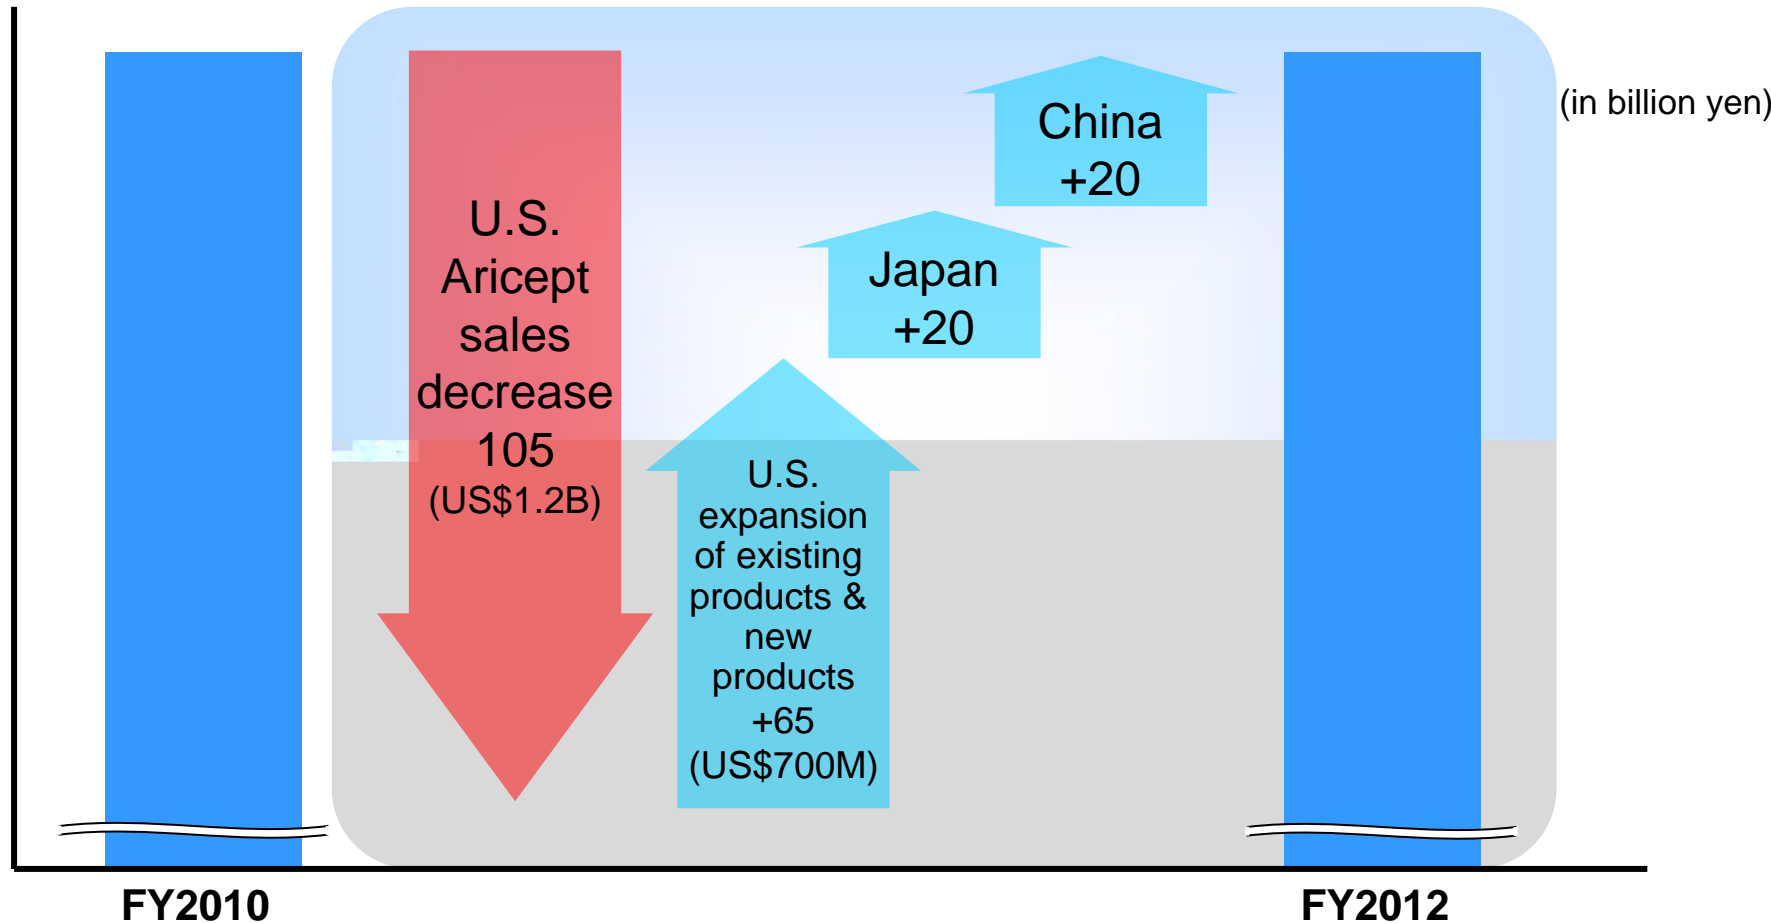 (in billion yen)
U.S.
Aricept
sales
decrease
105
(US$1.2B)
U.S.
expansion
of existing
products &
new
products
+65
(US$700M)
Japan
+20
China
+20
FY2010
FY2012